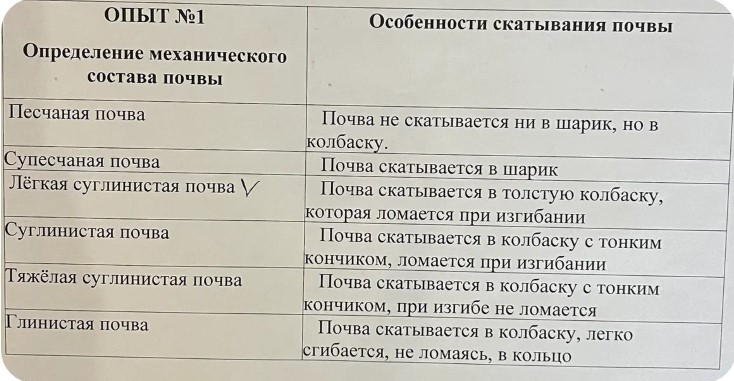 ОПЫТ №1
Определение механического
состава почвы
Особенности скатывания почвы
Песчаная почва
Почва не скатывается ни в шарик, но в
колбаску.
Супесчаная почва
Почва скатывается в шарик
Лёгкая суглинистая почва
Почва скатывается в толстую колбаску,
которая ломается при изгибании
Суглинистая почва
Почва скатывается в колбаску с тонким
кончиком, ломается при изгибании
Тяжёлая суглинистая почва
Почва скатывается в колбаску с тонким
кончиком, при изгибе не ломается
Глинистая почва
Почва скатывается в колбаску, легко
сгибается, не ломаясь, в кольцо